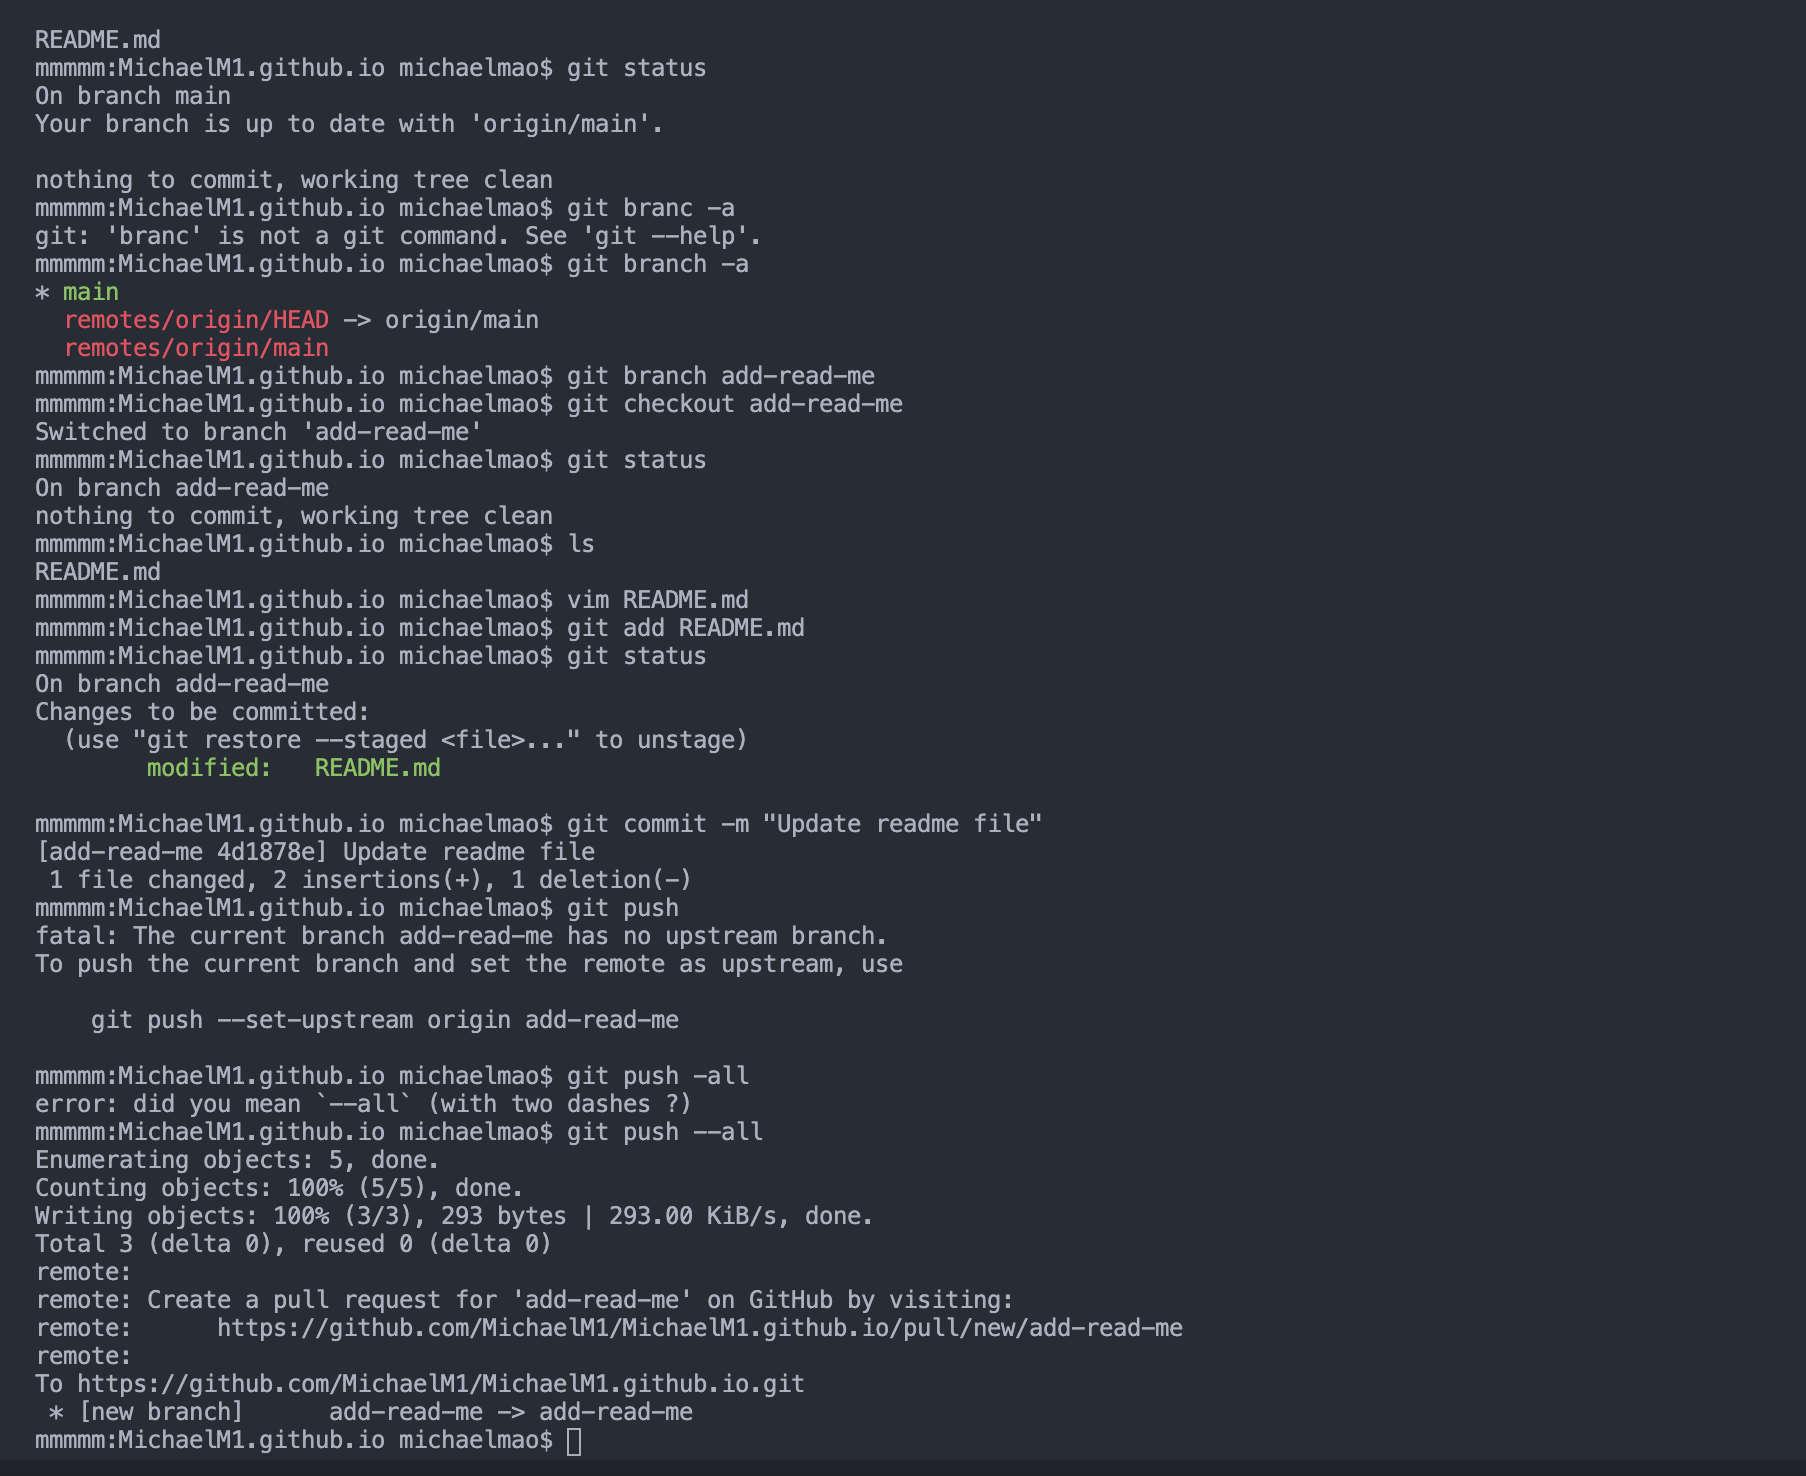 README.md
mmmmm:MichaelM1.github.io michaelmao$ git status
On branch main
Your branch is up to date with 'origin/main'.

nothing to commit, working tree clean
mmmmm:MichaelM1.github.io michaelmao$ git branc -a
git: 'branc' is not a git command. See 'git --help'.
mmmmm:MichaelM1.github.io michaelmao$ git branch -a
* main
  remotes/origin/HEAD -> origin/main
  remotes/origin/main
mmmmm:MichaelM1.github.io michaelmao$ git branch add-read-me
mmmmm:MichaelM1.github.io michaelmao$ git checkout add-read-me
Switched to branch 'add-read-me'
mmmmm:MichaelM1.github.io michaelmao$ git status
On branch add-read-me
nothing to commit, working tree clean
mmmmm:MichaelM1.github.io michaelmao$ ls
README.md
mmmmm:MichaelM1.github.io michaelmao$ vim README.md
mmmmm:MichaelM1.github.io michaelmao$ git add README.md
mmmmm:MichaelM1.github.io michaelmao$ git status
On branch add-read-me
Changes to be committed:
  (use "git restore --staged <file>..." to unstage)
        modified:   README.md

mmmmm:MichaelM1.github.io michaelmao$ git commit -m "Update readme file"
[add-read-me 4d1878e] Update readme file
 1 file changed, 2 insertions(+), 1 deletion(-)
mmmmm:MichaelM1.github.io michaelmao$ git push
fatal: The current branch add-read-me has no upstream branch.
To push the current branch and set the remote as upstream, use

    git push --set-upstream origin add-read-me

mmmmm:MichaelM1.github.io michaelmao$ git push -all
error: did you mean `--all` (with two dashes ?)
mmmmm:MichaelM1.github.io michaelmao$ git push --all
Enumerating objects: 5, done.
Counting objects: 100% (5/5), done.
Writing objects: 100% (3/3), 293 bytes | 293.00 KiB/s, done.
Total 3 (delta 0), reused 0 (delta 0)
remote:
remote: Create a pull request for 'add-read-me' on GitHub by visiting:
remote:      https://github.com/MichaelM1/MichaelM1.github.io/pull/new/add-read-me
remote:
To https://github.com/MichaelM1/MichaelM1.github.io.git
 * [new branch]      add-read-me -> add-read-me
mmmmm:MichaelM1.github.io michaelmao$